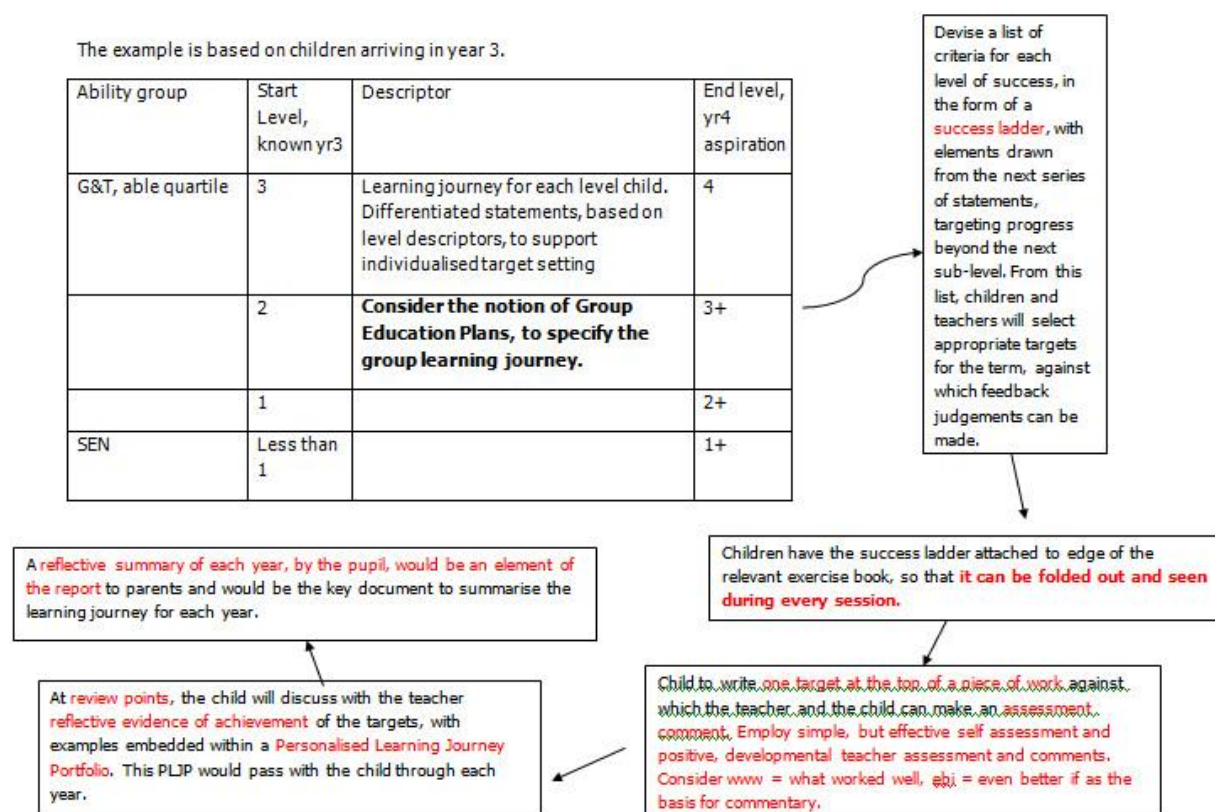 The example is based on children arriving in year 3.
Ability group
Start
Level,
known yr3
Descriptor
End level,
yr4
aspiration
G&T, able quartile
3
Learning journey for each level child.
Differentiated statements, based on
level descriptors, to support
individualised target setting
4
2
Consider the notion of Group
Education Plans, to specify the
group learning journey.
3+
1
2+
SEN
Less than
1
1+
Devise a list of
criteria for each
level of success, in
the form of a
success ladder, with
elements drawn
from the next series
of statements,
targeting progress
beyond the next
sub-level. From this
list, children and
teachers will select
appropriate targets
for the term, against
which feedback
judgements can be
made.
Children have the success ladder attached to edge of the
relevant exercise book, so that it can be folded out and seen
during every session.
Child to write one target at the top of a piece of work against
which the teacher and the child can make an assessment
comment. Employ simple, but effective self assessment and
positive, developmental teacher assessment and comments.
Consider www = what worked well, ebi = even better if as the
basis for commentary.
At review points, the child will discuss with the teacher
reflective evidence of achievement of the targets, with
examples embedded within a Personalised Learning Journey
Portfolio. This PLJP would pass with the child through each
year.
A reflective summary of each year, by the pupil, would be an element of
the report to parents and would be the key document to summarise the
learning journey for each year.